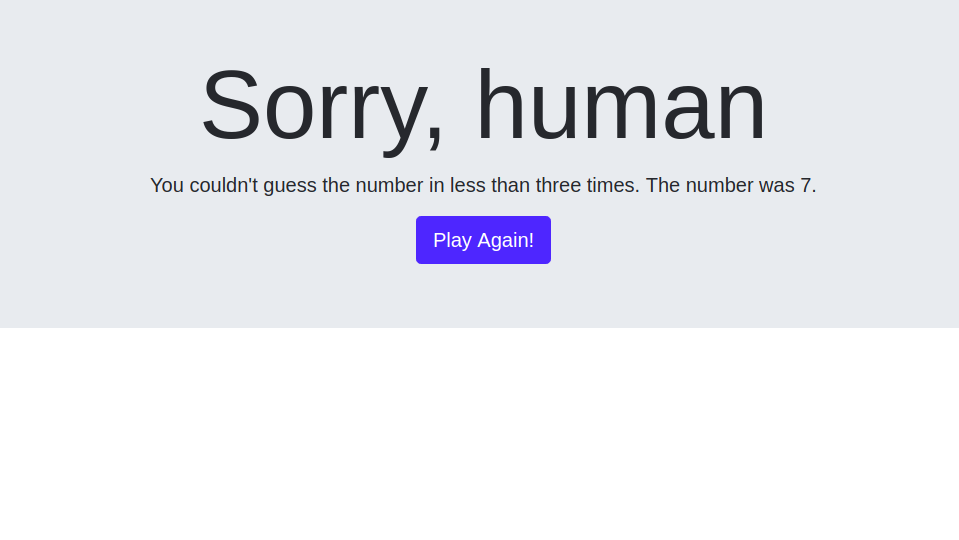 Sorry, human
You couldn't guess the number in less than three times. The number was 7.
Play Again!